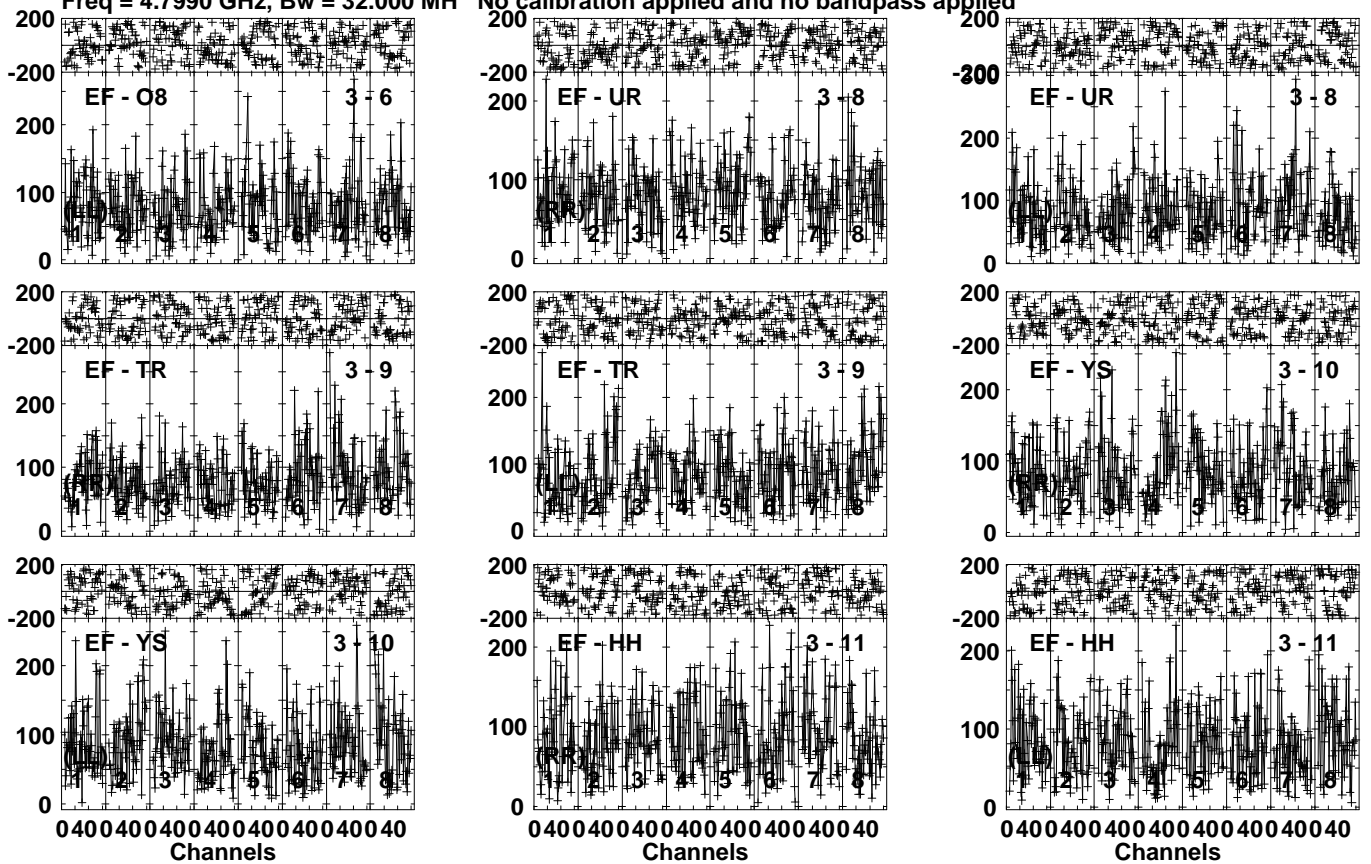 Freq = 4.7990 GHz, Bw = 32.000 MH No calibration applied and no bandpass applied
200 200 200
-200 -200 -200
300
EF - O8 3 - 6 EF - UR 3 - 8 EF - UR 3 - 8
200 200 200
100 100 100
(LL) (RR) (LL)
1 2 3 4 5 6 7 8 1 2 3 4 5 6 7 8 1 2 3 4 5 6 7 8
0 0 0
200 200 200
-200 -200 -200
EF - TR 3 - 9 EF - TR 3 - 9 EF - YS 3 - 10
200 200 200
100 100 100
(RR) (LL) (RR)
1 2 3 4 5 6 7 8 1 2 3 4 5 6 7 8 1 2 3 4 5 6 7 8
0 0 0
200 200 200
-200 -200 -200
EF - YS 3 - 10 EF - HH 3 - 11 EF - HH 3 - 11
200 200 200
100 100 100
(LL) (RR) (LL)
1 2 3 4 5 6 7 8 1 2 3 4 5 6 7 8 1 2 3 4 5 6 7 8
0 0 0
0 40 0 40 0 40 0 40 0 40 0 40 0 40 0 40 0 40 0 40 0 40 0 40 0 40 0 40 0 40 0 40 0 40 0 40 0 40 0 40 0 40 0 40 0 40 0 40
Channels Channels Channels